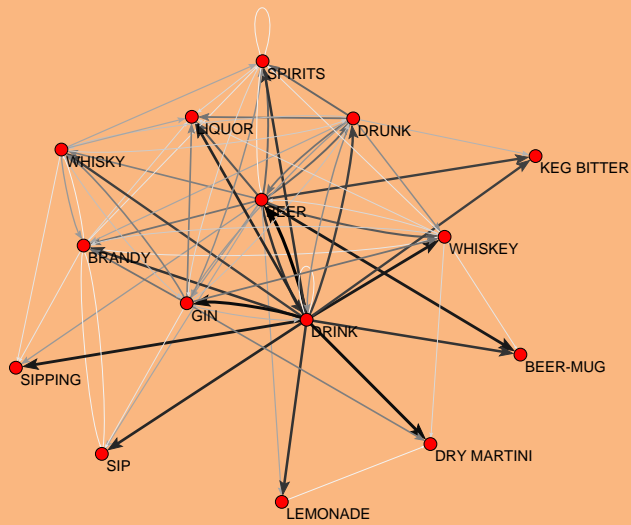 SPIRITS
LIQUOR
DRUNK
WHISKY
KEG BITTER
BEER
WHISKEY
BRANDY
GIN
DRINK
BEER-MUG
SIPPING
DRY MARTINI
SIP
LEMONADE